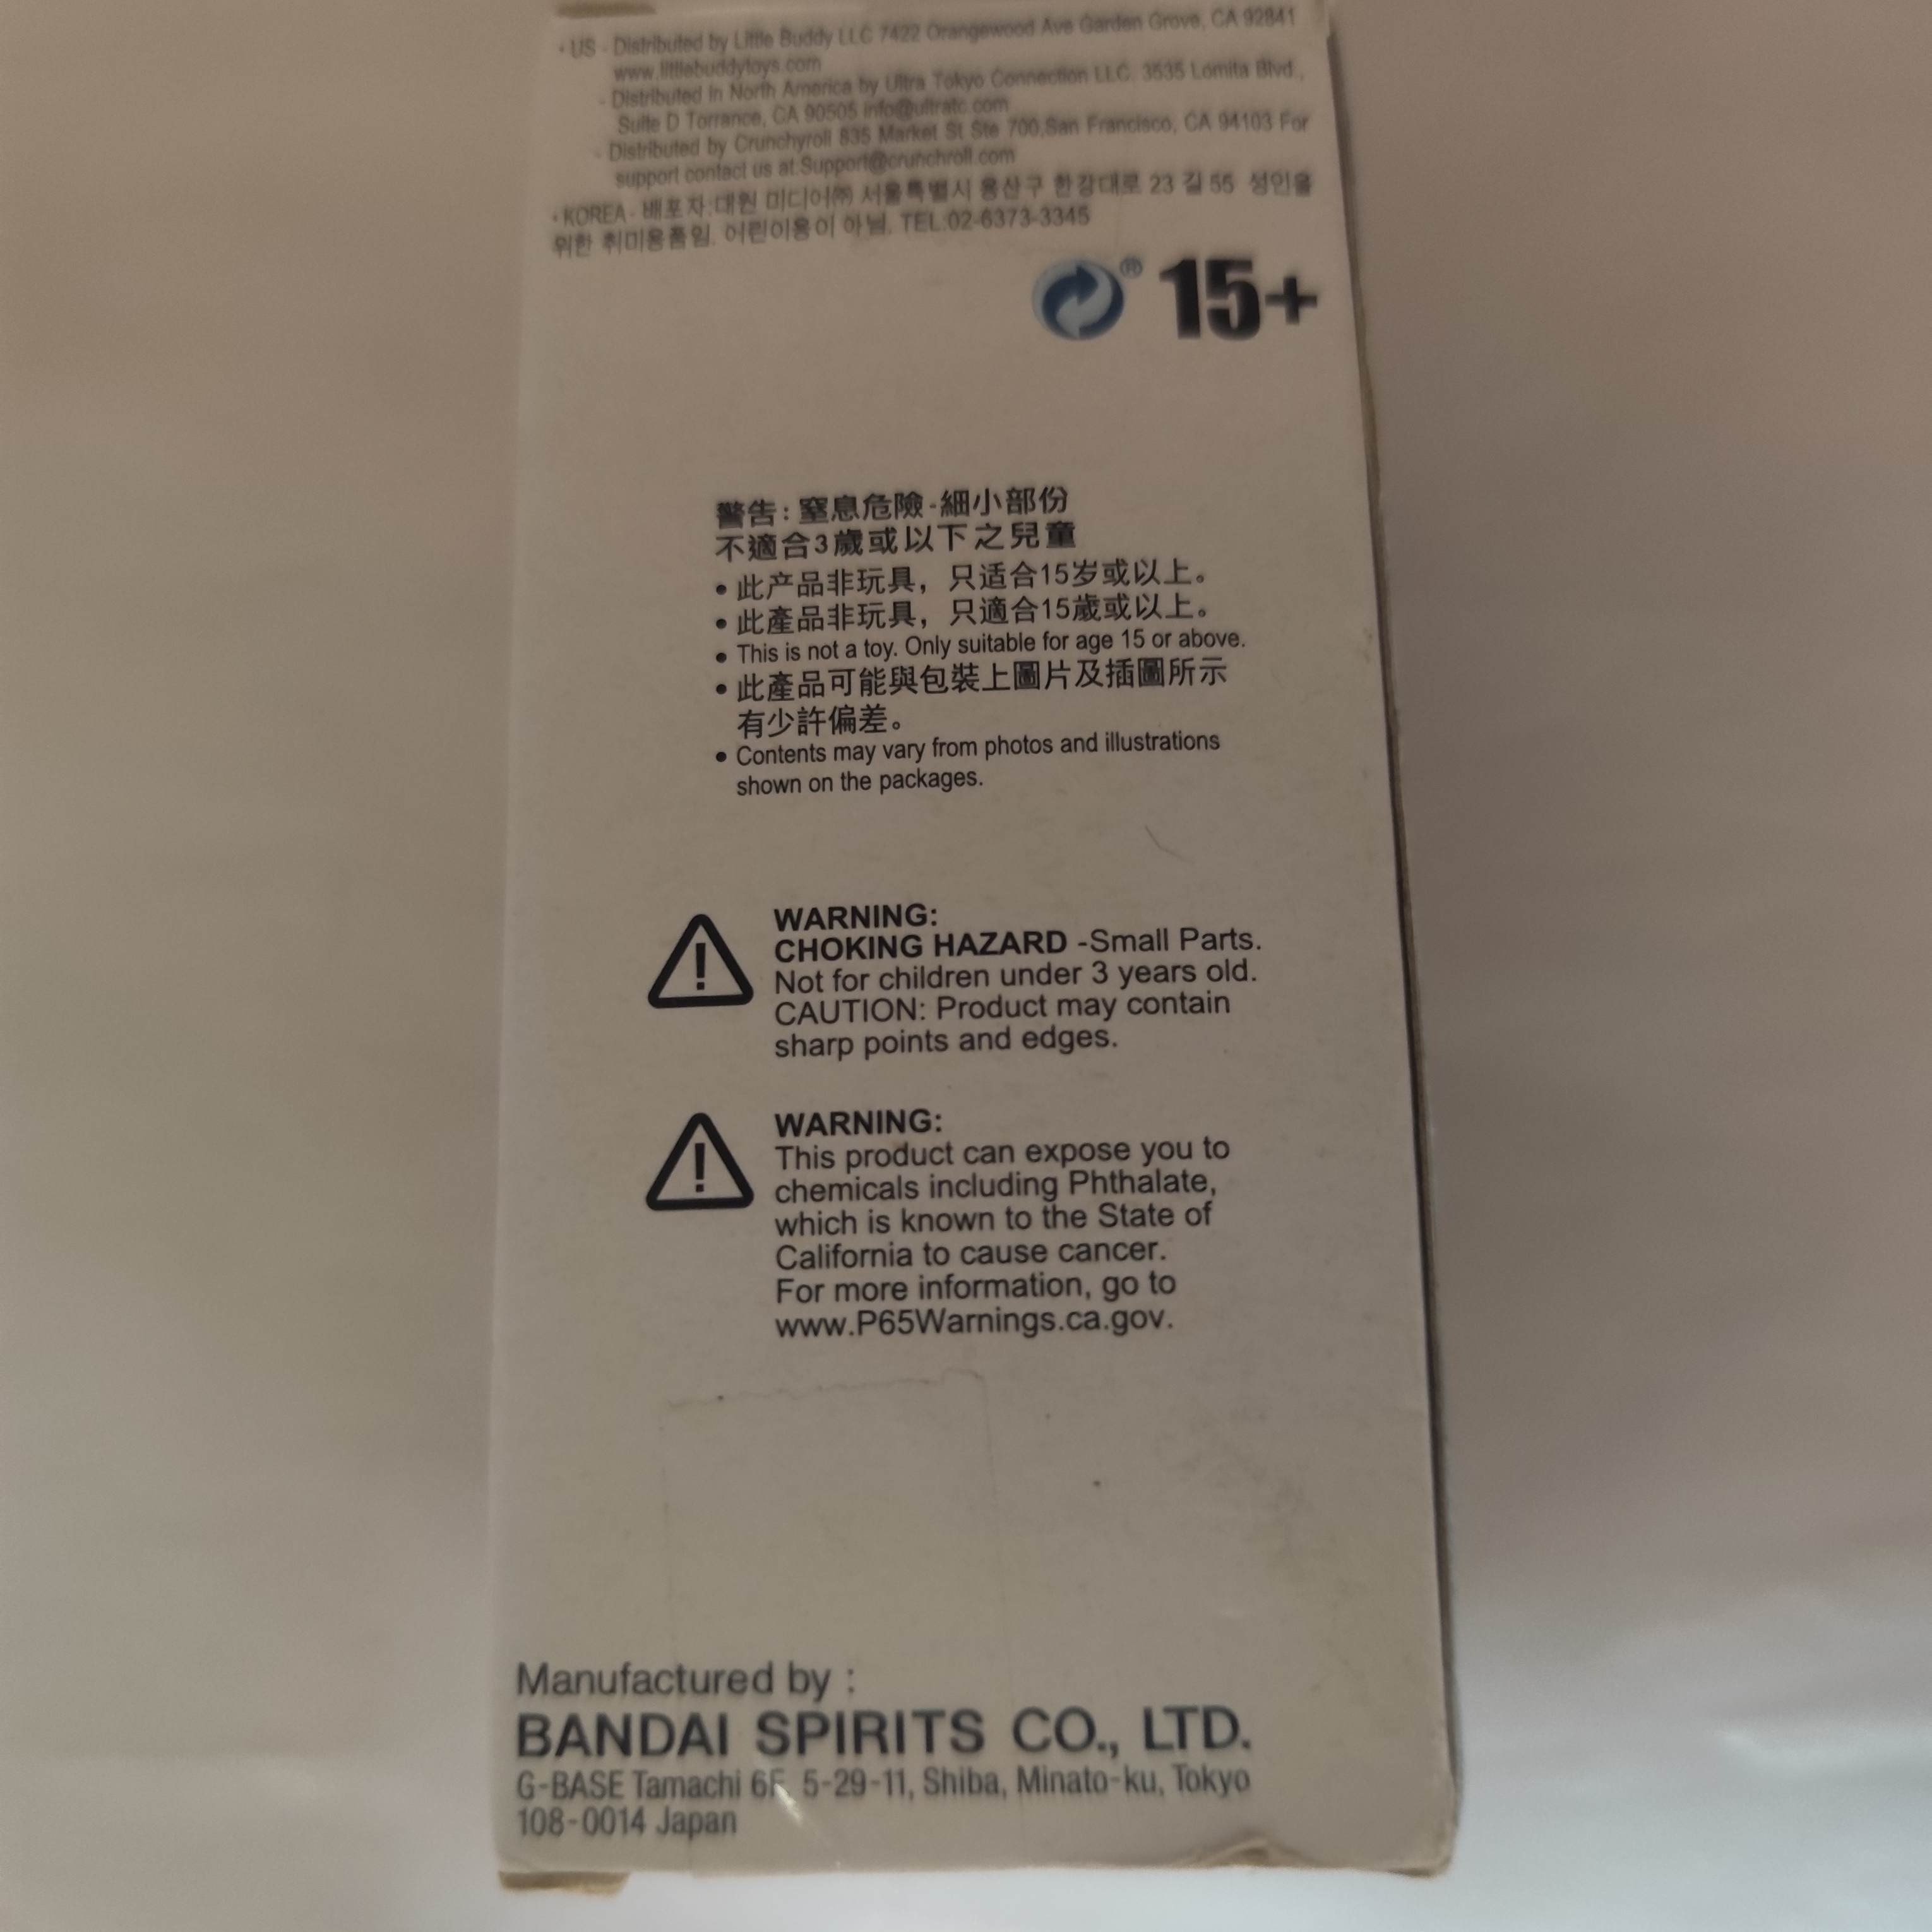 • US - Distributed by Little Buddy LLC 7422 Orangewood Ave Garden Grove, CA 92841
www.littlebuddytoys.com
- Distributed in North America by Ultra Tokyo Connection LLC. 3535 Lomita Blvd.,
Suite D Torrance, CA 90505 info@ultratc.com
- Distributed by Crunchyroll 835 Market St Ste 700,San Francisco, CA 94103 For
support contact us at:Support@crunchroll.com
• KOREA - 배포자:대원 미디어㈜ 서울특별시 용산구 한강대로 23 길 55 성인을
위한 취미용품임. 어린이용이 아님. TEL:02-6373-3345
® 15+
警告: 窒息危險-細小部份
不適合3歲或以下之兒童
• 此产品非玩具，只适合15岁或以上。
• 此產品非玩具，只適合15歲或以上。
• This is not a toy. Only suitable for age 15 or above.
• 此產品可能與包裝上圖片及插圖所示
有少許偏差。
• Contents may vary from photos and illustrations
shown on the packages.
WARNING:
CHOKING HAZARD -Small Parts.
Not for children under 3 years old.
CAUTION: Product may contain
sharp points and edges.
WARNING:
This product can expose you to
chemicals including Phthalate,
which is known to the State of
California to cause cancer.
For more information, go to
www.P65Warnings.ca.gov.
Manufactured by :
BANDAI SPIRITS CO., LTD.
G-BASE Tamachi 6F, 5-29-11, Shiba, Minato-ku, Tokyo
108-0014 Japan